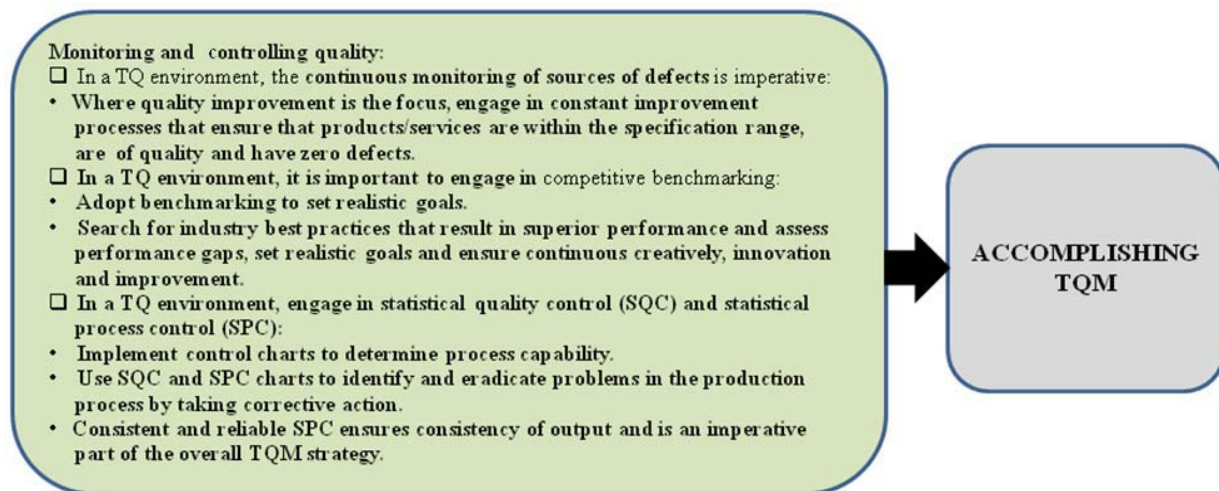 Monitoring and controlling quality:
❑ In a TQ environment, the continuous monitoring of sources of defects is imperative:
• Where quality improvement is the focus, engage in constant improvement
processes that ensure that products/services are within the specification range,
are of quality and have zero defects.
❑ In a TQ environment, it is important to engage in competitive benchmarking:
• Adopt benchmarking to set realistic goals.
• Search for industry best practices that result in superior performance and assess
performance gaps, set realistic goals and ensure continuous creatively, innovation
and improvement.
❑ In a TQ environment, engage in statistical quality control (SQC) and statistical
process control (SPC):
• Implement control charts to determine process capability.
• Use SQC and SPC charts to identify and eradicate problems in the production
process by taking corrective action.
• Consistent and reliable SPC ensures consistency of output and is an imperative
part of the overall TQM strategy.
ACCOMPLISHING
TQM